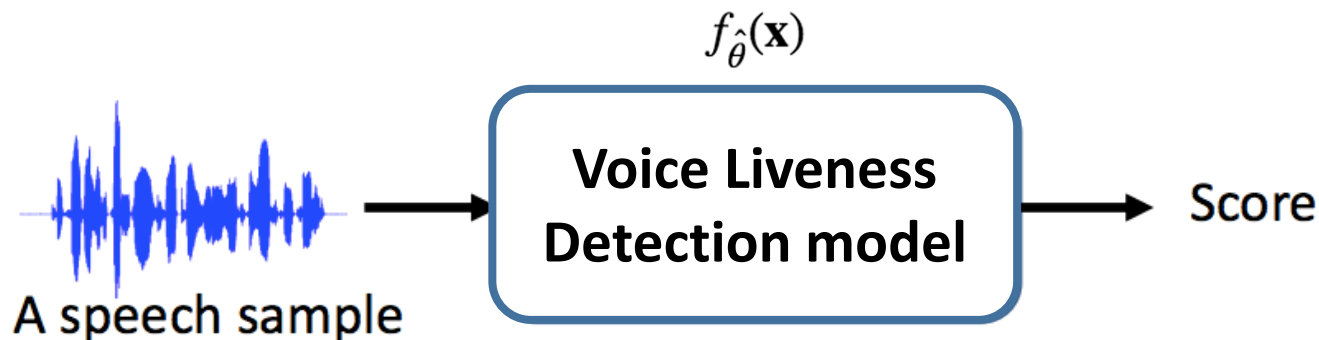 f_θ̂(x)
Voice Liveness
Detection model
Score
A speech sample